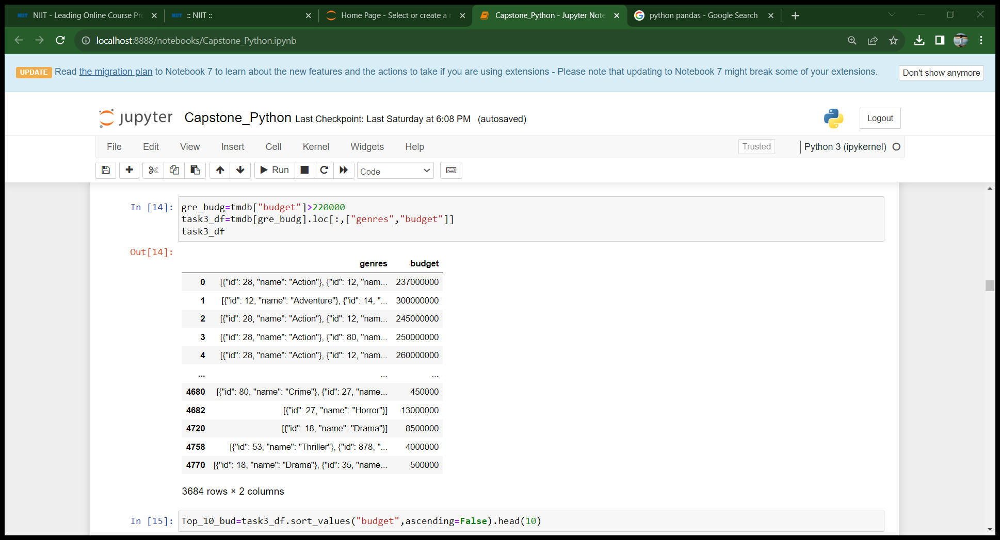 NIIT NIIT - Leading Online Course Pro
NIIT :: NIIT ::
Home Page - Select or create a n
Capstone_Python - Jupyter Note
python pandas - Google Search
localhost:8888/notebooks/Capstone_Python.ipynb
UPDATE Read the migration plan to Notebook 7 to learn about the new features and the actions to take if you are using extensions - Please note that updating to Notebook 7 might break some of your extensions. Don't show anymore
jupyter Capstone_Python Last Checkpoint: Last Saturday at 6:08 PM (autosaved) Logout
File Edit View Insert Cell Kernel Widgets Help Trusted Python 3 (ipykernel)
Run Code
In [14]: gre_budg=tmdb["budget"]>220000
task3_df=tmdb[gre_budg].loc[:,["genres","budget"]]
task3_df
Out[14]:
genres budget
0 [{"id": 28, "name": "Action"}, {"id": 12, "nam... 237000000
1 [{"id": 12, "name": "Adventure"}, {"id": 14, "... 300000000
2 [{"id": 28, "name": "Action"}, {"id": 12, "nam... 245000000
3 [{"id": 28, "name": "Action"}, {"id": 80, "nam... 250000000
4 [{"id": 28, "name": "Action"}, {"id": 12, "nam... 260000000
... ... ...
4680 [{"id": 80, "name": "Crime"}, {"id": 27, "name... 450000
4682 [{"id": 27, "name": "Horror"}] 13000000
4720 [{"id": 18, "name": "Drama"}] 8500000
4758 [{"id": 53, "name": "Thriller"}, {"id": 878, "... 4000000
4770 [{"id": 18, "name": "Drama"}, {"id": 35, "name... 500000
3684 rows × 2 columns
In [15]: Top_10_bud=task3_df.sort_values("budget",ascending=False).head(10)